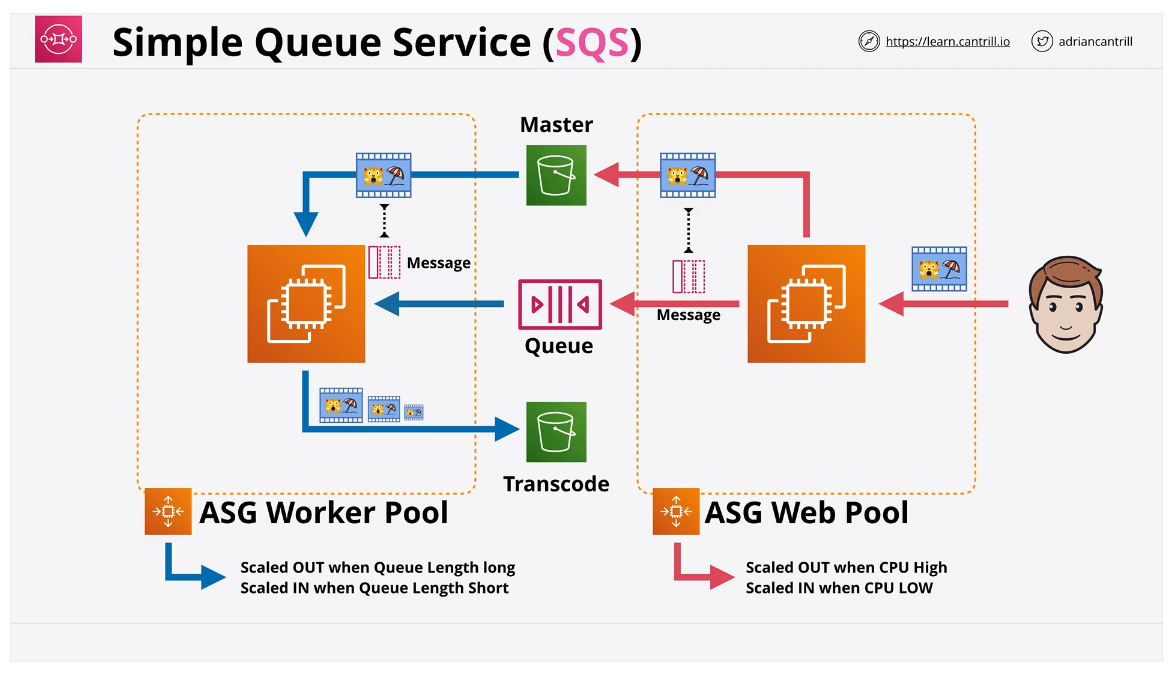 Simple Queue Service (SQS)
https://learn.cantrill.io
adriancantrill
Master
Message
Message
Queue
Transcode
ASG Worker Pool
ASG Web Pool
Scaled OUT when Queue Length long
Scaled IN when Queue Length Short
Scaled OUT when CPU High
Scaled IN when CPU LOW